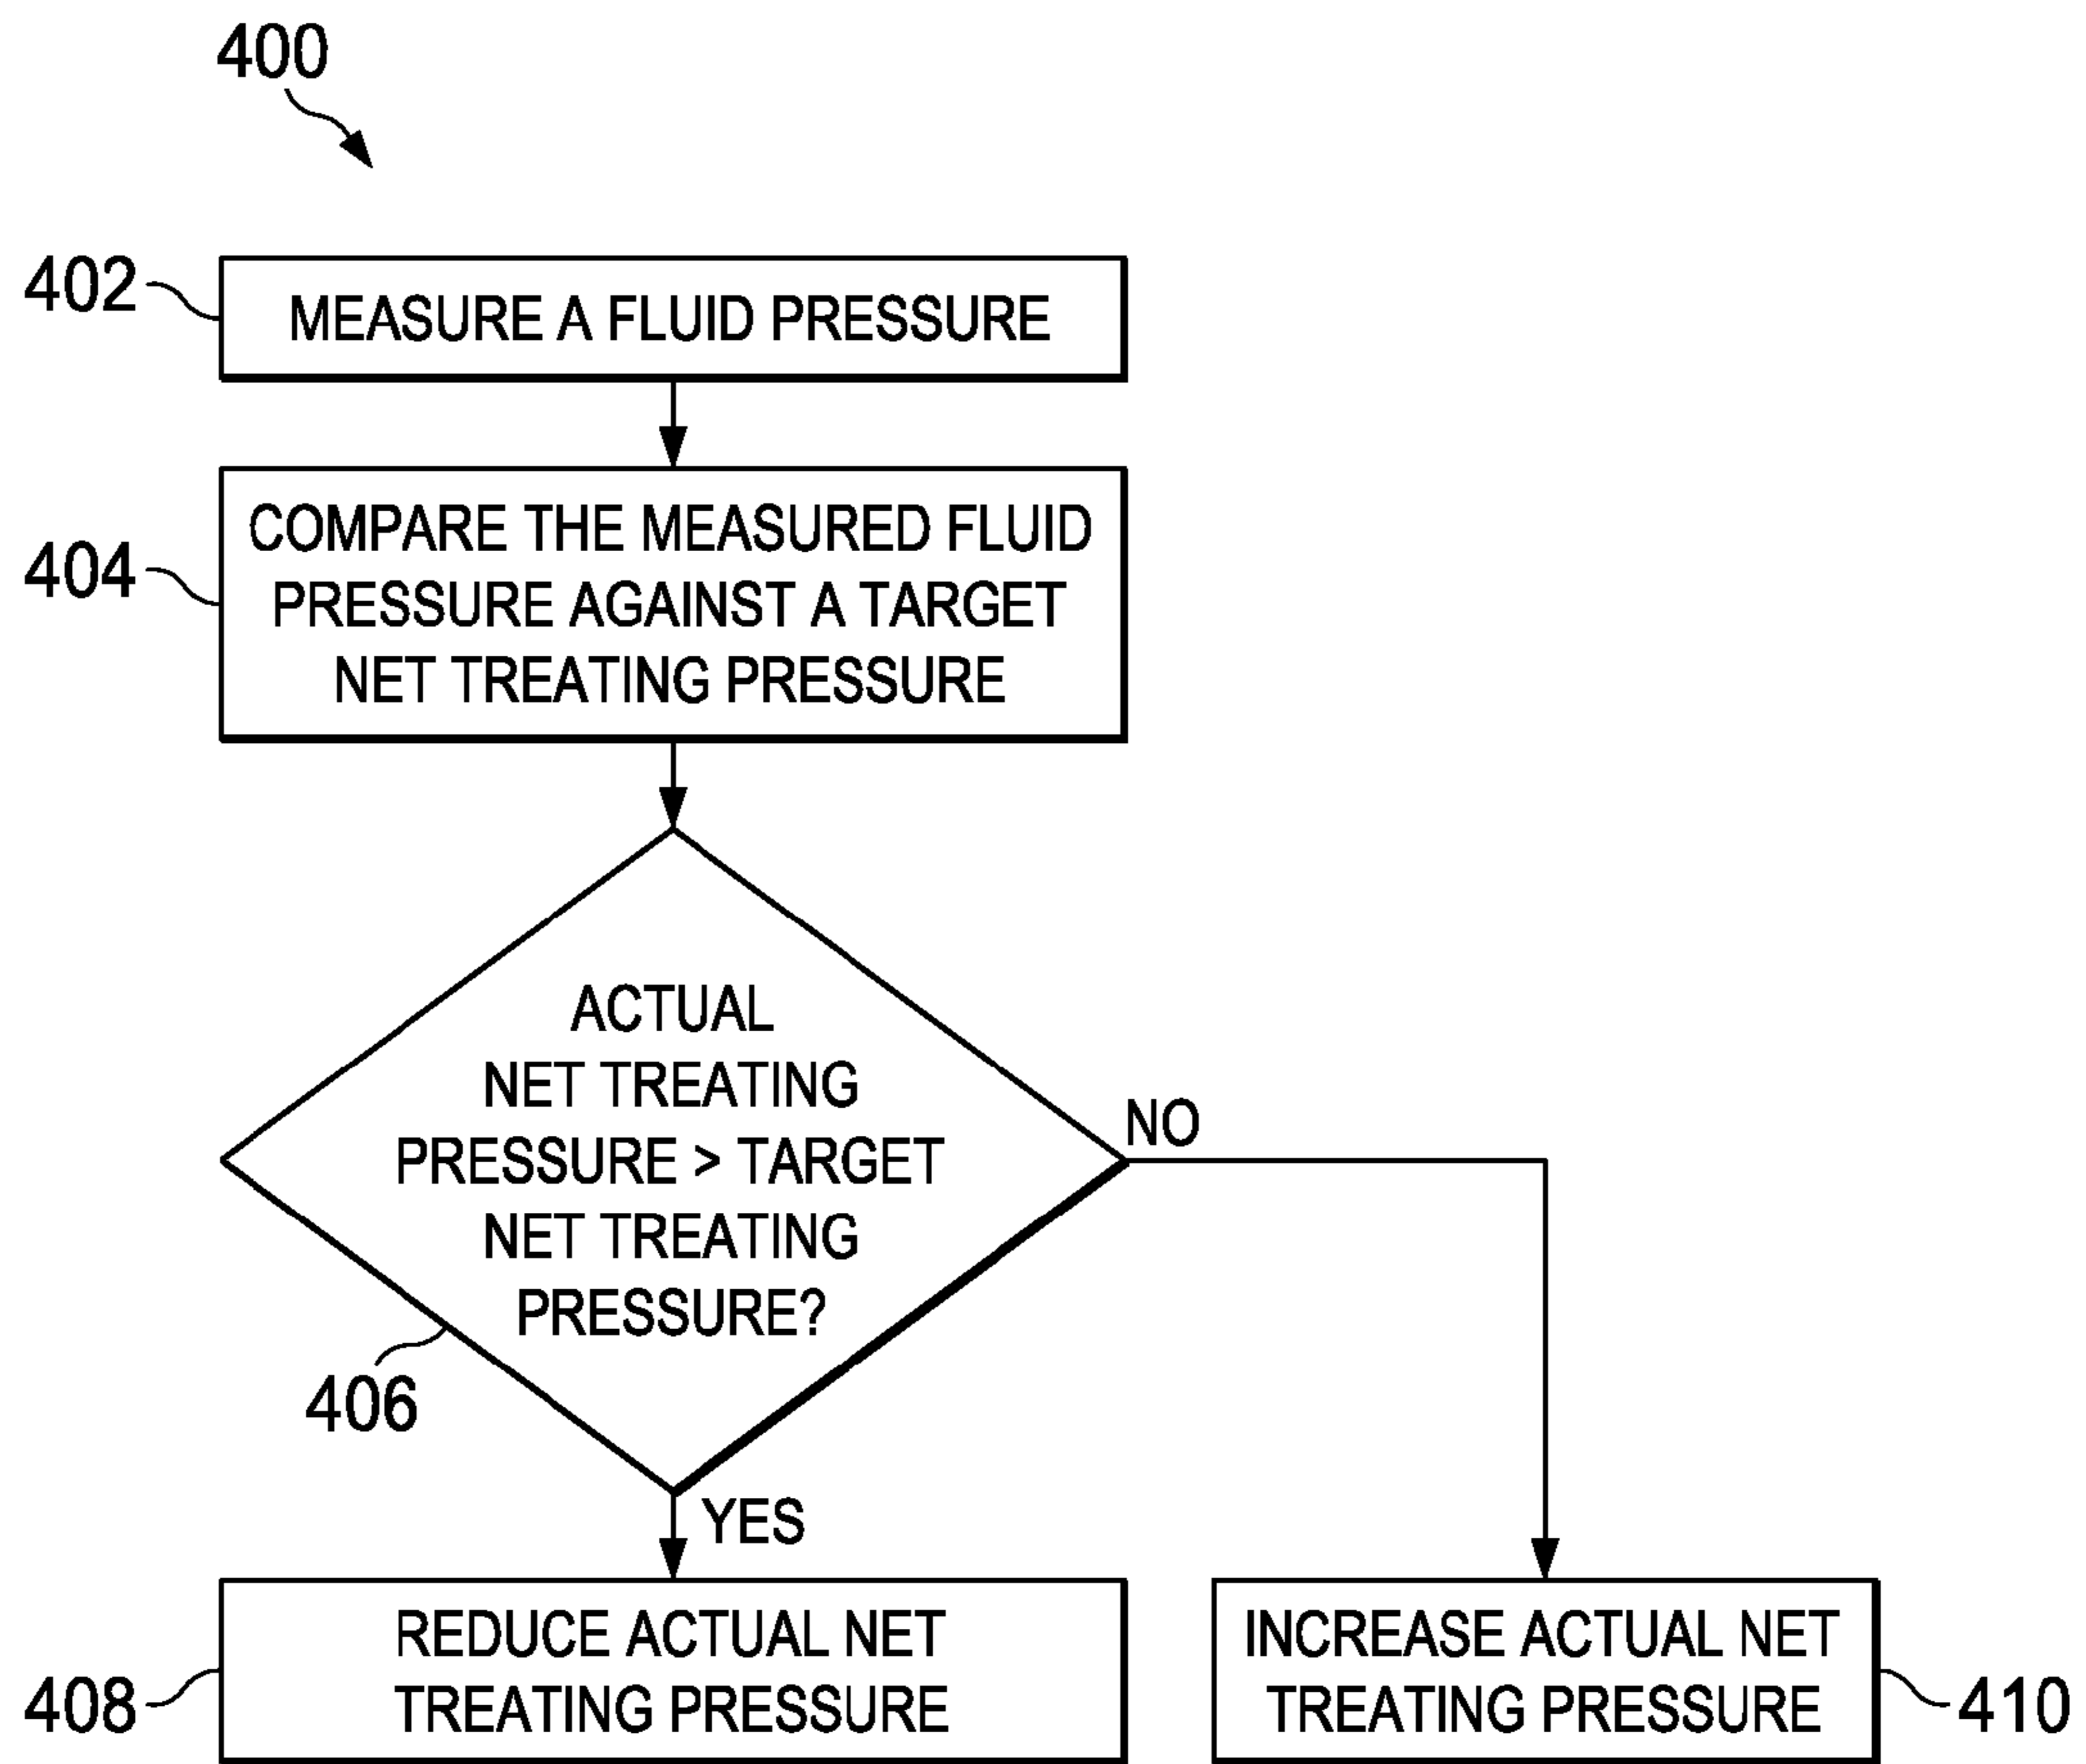 400
402
MEASURE A FLUID PRESSURE
404
COMPARE THE MEASURED FLUID
PRESSURE AGAINST A TARGET
NET TREATING PRESSURE
ACTUAL
NET TREATING
PRESSURE > TARGET
NET TREATING
PRESSURE?
NO
406
YES
408
REDUCE ACTUAL NET
TREATING PRESSURE
INCREASE ACTUAL NET
TREATING PRESSURE
410